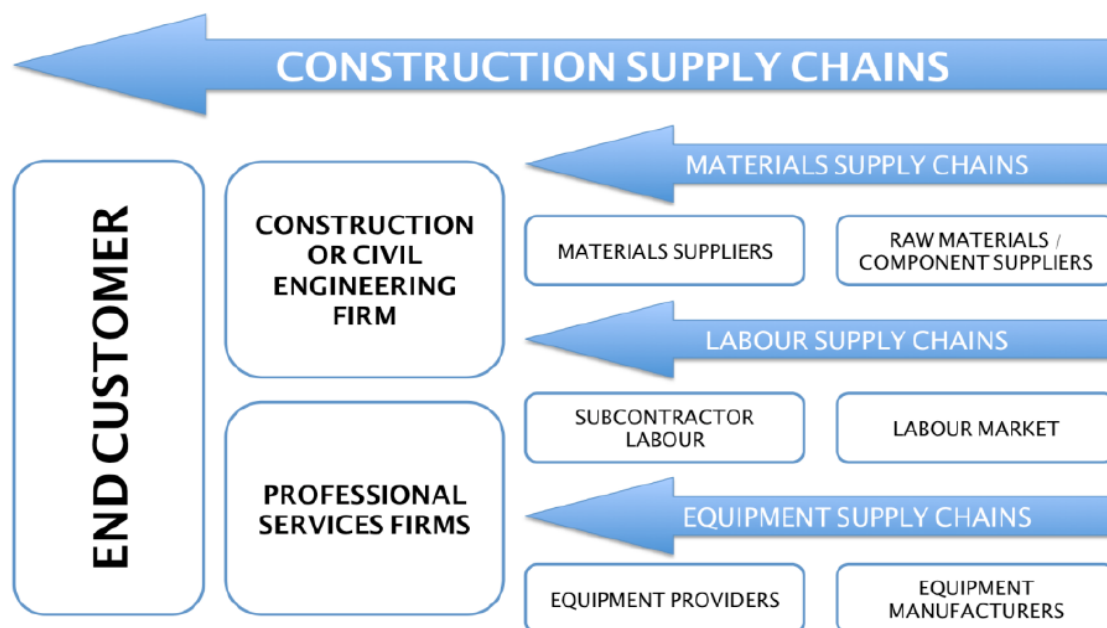 CONSTRUCTION SUPPLY CHAINS
END CUSTOMER
CONSTRUCTION
OR CIVIL
ENGINEERING
FIRM
PROFESSIONAL
SERVICES FIRMS
MATERIALS SUPPLY CHAINS
MATERIALS SUPPLIERS
RAW MATERIALS /
COMPONENT SUPPLIERS
LABOUR SUPPLY CHAINS
SUBCONTRACTOR
LABOUR
LABOUR MARKET
EQUIPMENT SUPPLY CHAINS
EQUIPMENT PROVIDERS
EQUIPMENT
MANUFACTURERS